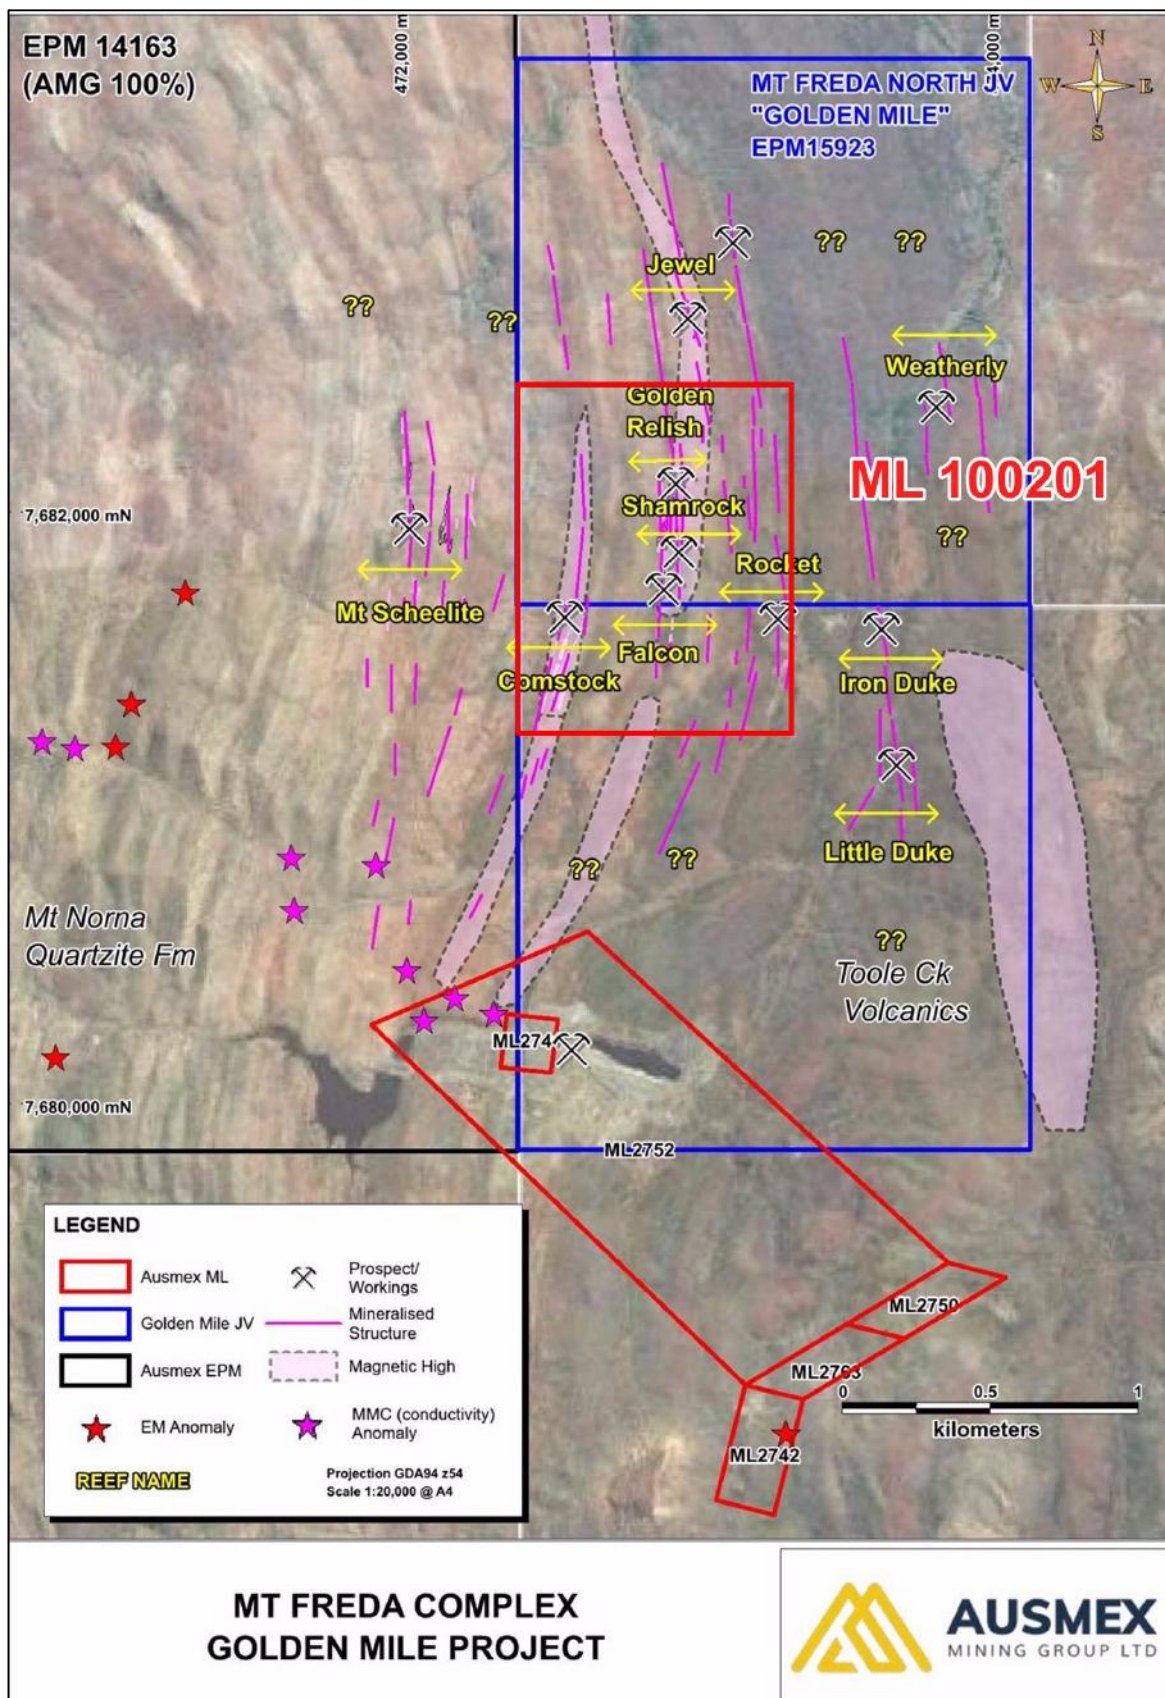 EPM 14163
(AMG 100%)
472,000 m
,000 m
N
W
E
S
MT FREDA NORTH JV
"GOLDEN MILE"
EPM15923
??
??
Jewel
??
??
Weatherly
Golden
Relish
ML 100201
7,682,000 mN
Shamrock
??
Rocket
Mt Scheelite
Falcon
Comstock
Iron Duke
Little Duke
??
??
Mt Norna
Quartzite Fm
??
Toole Ck
Volcanics
ML274
7,680,000 mN
ML2752
LEGEND
Ausmex ML
Prospect/
Workings
Golden Mile JV
Mineralised
Structure
Ausmex EPM
Magnetic High
EM Anomaly
MMC (conductivity)
Anomaly
REEF NAME
Projection GDA94 z54
Scale 1:20,000 @ A4
ML2750
ML2763
0
0.5
1
kilometers
ML2742
MT FREDA COMPLEX
GOLDEN MILE PROJECT
AUSMEX
MINING GROUP LTD